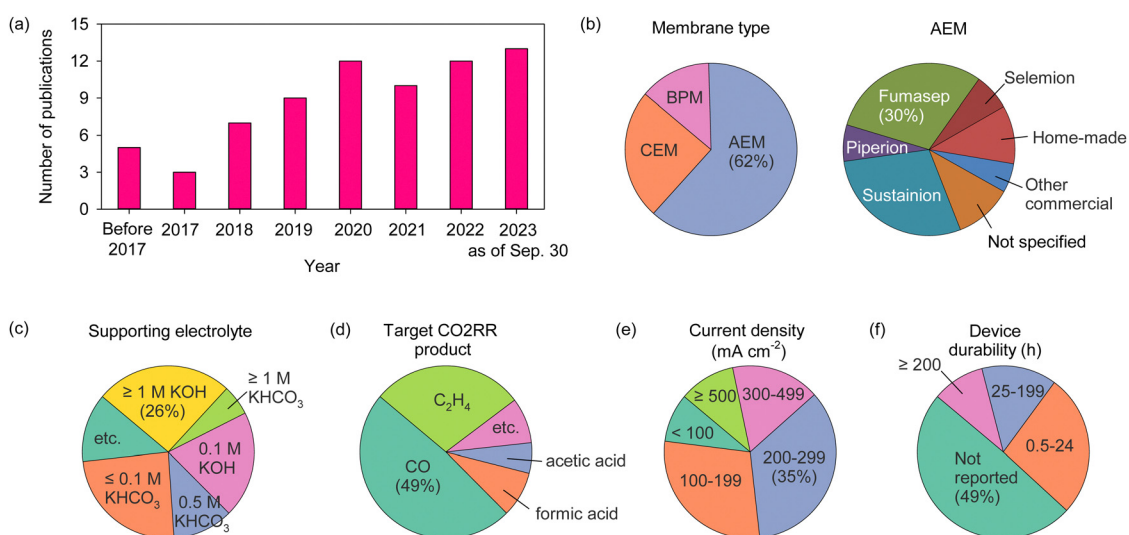 (a)
Number of publications
15
12
9
6
3
0
Before
2017
2017
2018
2019
2020
2021
2022
2023
as of Sep. 30
Year
(b)
Membrane type
BPM
CEM
AEM
(62%)
AEM
Fumasep
(30%)
Selemion
Home-made
Other
commercial
Not specified
Sustainion
Piperion
(c)
Supporting electrolyte
≥ 1 M KOH
(26%)
≥ 1 M
KHCO₃
0.1 M
KOH
0.5 M
KHCO₃
≤ 0.1 M
KHCO₃
etc.
(d)
Target CO2RR
product
C₂H₄
etc.
acetic acid
formic acid
CO
(49%)
(e)
Current density
(mA cm⁻²)
≥ 500
300-499
< 100
200-299
(35%)
100-199
(f)
Device
durability (h)
≥ 200
25-199
0.5-24
Not
reported
(49%)